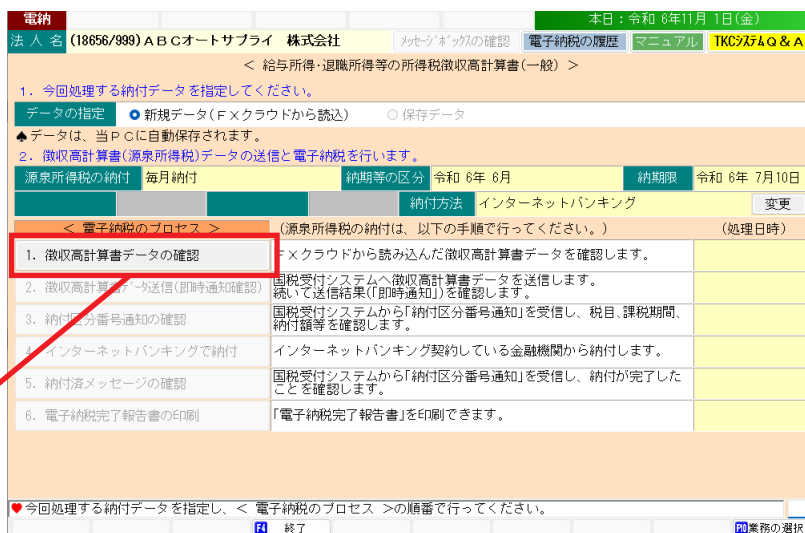 電納
本日：令和 6年11月 1日(金)
法 人 名 (18656/999)ＡＢＣオートサプライ 株式会社 ﾒｯｾｰｼﾞﾎﾞｯｸｽの確認 電子納税の履歴 マニュアル TKCｼｽﾃﾑＱ＆Ａ
＜ 給与所得･退職所得等の所得税徴収高計算書(一般) ＞
１．今回処理する納付データを指定してください。
データの指定 新規データ(ＦｘクラウドからＦ読込) 保存データ
♠データは、当ＰＣに自動保存されます。
２．徴収高計算書(源泉所得税)データの送信と電子納税を行います。
源泉所得税の納付 毎月納付 納期等の区分 令和 6年 6月 納期限 令和 6年 7月10日
納付方法 インターネットバンキング 変更
＜ 電子納税のプロセス ＞ (源泉所得税の納付は、以下の手順で行ってください。) (処理日時)
1．徴収高計算書データの確認 Ｆｘクラウドから読み込んだ徴収高計算書データを確認します。
2．徴収高計算書ﾃﾞｰﾀ送信(即時通知確認) 国税受付システムへ徴収高計算書データを送信します。
続いて送信結果(｢即時通知｣)を確認します。
3．納付区分番号通知の確認 国税受付システムから｢納付区分番号通知｣を受信し、税目､課税期間、
納付額等を確認します。
4．インターネットバンキングで納付 インターネットバンキング契約している金融機関から納付します。
5．納付済メッセージの確認 国税受付システムから｢納付区分番号通知｣を受信し、納付が完了した
ことを確認します。
6．電子納税完了報告書の印刷 ｢電子納税完了報告書｣を印刷できます。
♥今回処理する納付データを指定し、＜ 電子納税のプロセス ＞の順番で行ってください。
F4 終了 F10業務の選択